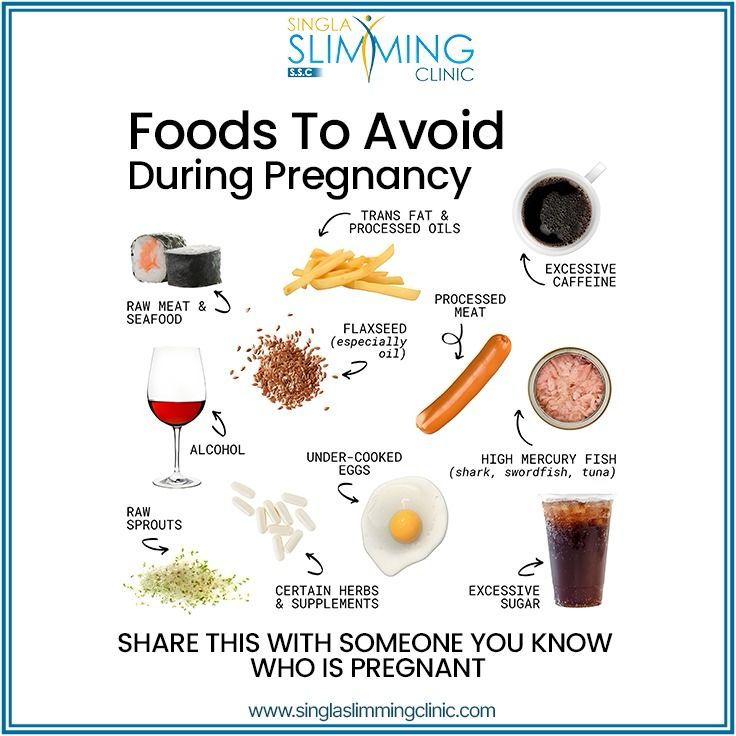 SINGLA
SLIMMING
S.S.C
CLINIC
Foods To Avoid
During Pregnancy
TRANS FAT &
PROCESSED OILS
EXCESSIVE
CAFFEINE
RAW MEAT &
SEAFOOD
PROCESSED
MEAT
FLAXSEED
(especially
oil)
ALCOHOL
HIGH MERCURY FISH
(shark, swordfish, tuna)
UNDER-COOKED
EGGS
RAW
SPROUTS
CERTAIN HERBS
& SUPPLEMENTS
EXCESSIVE
SUGAR
SHARE THIS WITH SOMEONE YOU KNOW
WHO IS PREGNANT
www.singlaslimmingclinic.com